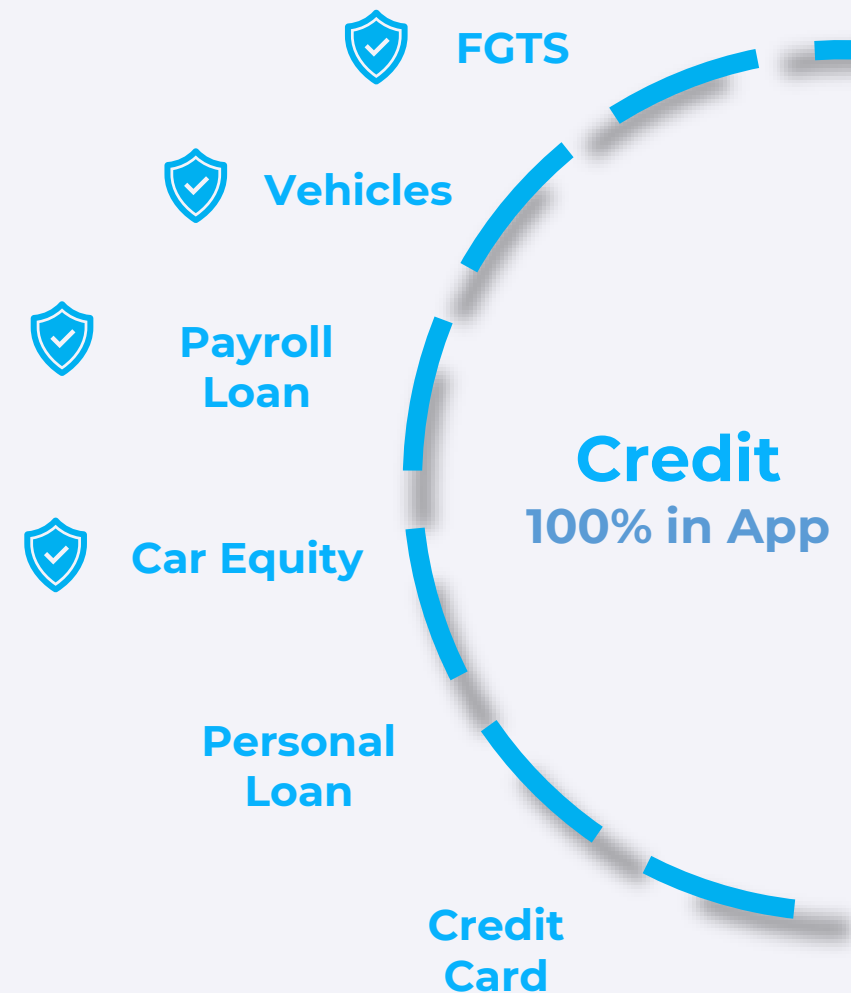 FGTS
Vehicles
Payroll
Loan
Credit
100% in App
Car Equity
Personal
Loan
Credit
Card